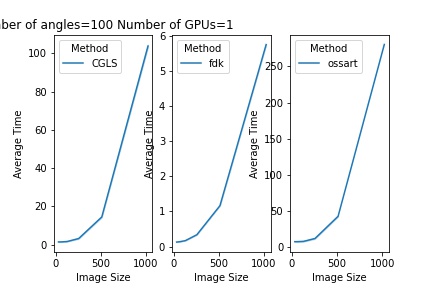 ber of angles=100 Number of GPUs=1
100
80
60
40
20
0
Average Time
Method
CGLS
0
500
1000
Image Size
6
5
4
3
2
1
0
Average Time
Method
fdk
0
500
1000
Image Size
250
200
150
100
50
0
Average Time
Method
ossart
0
500
1000
Image Size